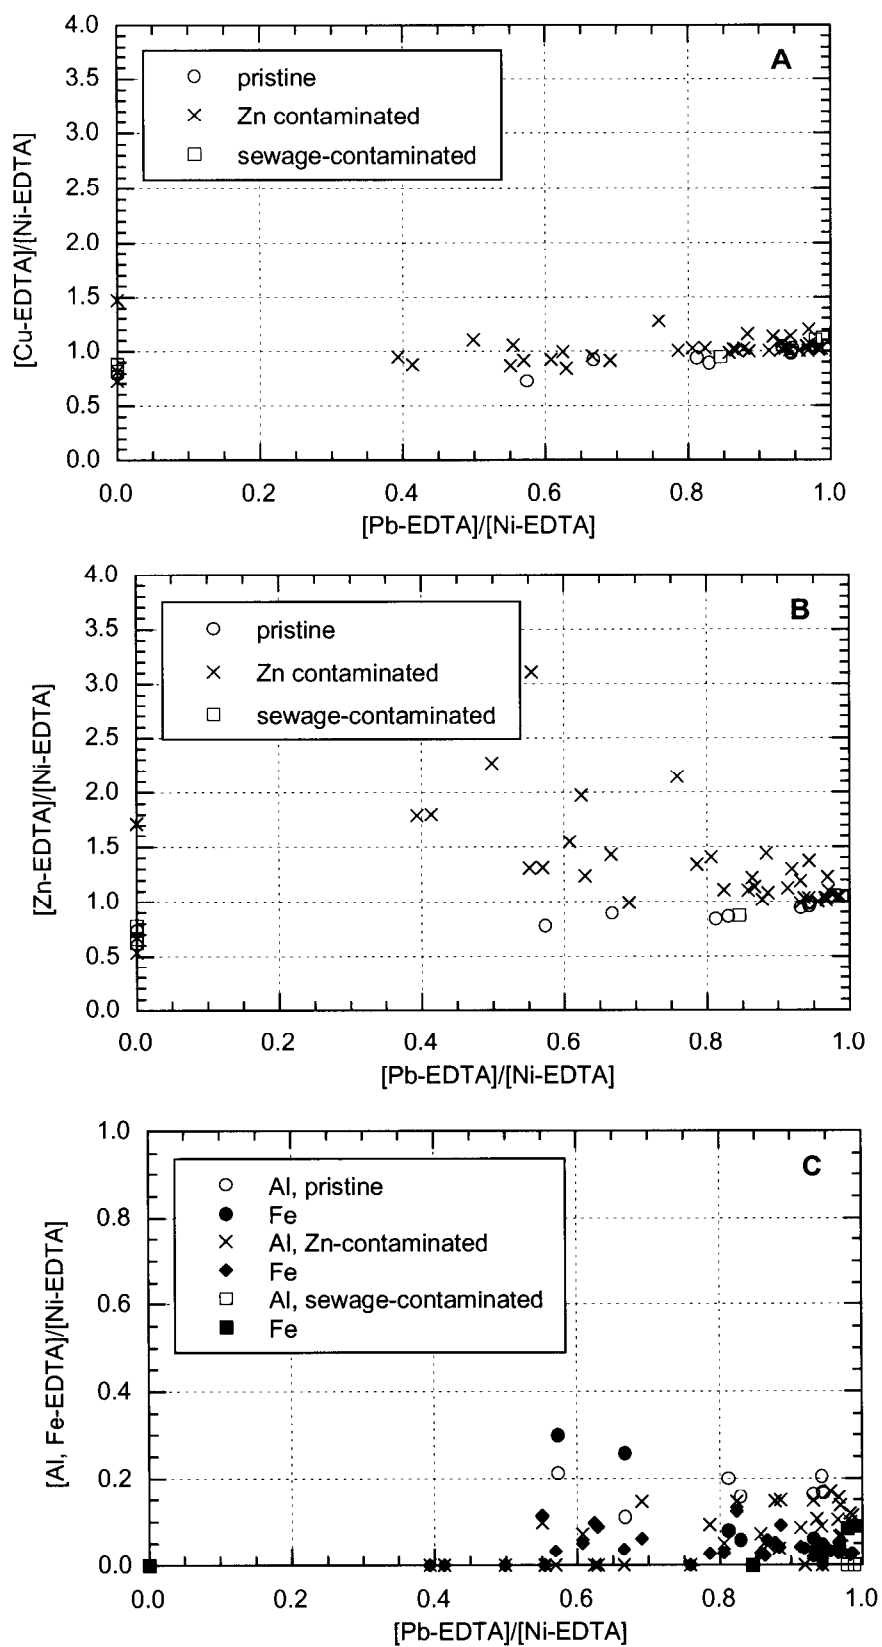 4.0
A
pristine
3.5
Zn contaminated
3.0
sewage-contaminated
2.5
[Cu-EDTA]/[Ni-EDTA]
2.0
1.5
1.0
0.5
0.0
0.0 0.2 0.4 0.6 0.8 1.0
[Pb-EDTA]/[Ni-EDTA]
4.0
B
3.5
pristine
Zn contaminated
3.0
sewage-contaminated
2.5
[Zn-EDTA]/[Ni-EDTA]
2.0
1.5
1.0
0.5
0.0
0.0 0.2 0.4 0.6 0.8 1.0
[Pb-EDTA]/[Ni-EDTA]
1.0
C
Al, pristine
Fe
0.8
Al, Zn-contaminated
Fe
Al, sewage-contaminated
0.6
Fe
[Al, Fe-EDTA]/[Ni-EDTA]
0.4
0.2
0.0
0.0 0.2 0.4 0.6 0.8 1.0
[Pb-EDTA]/[Ni-EDTA]